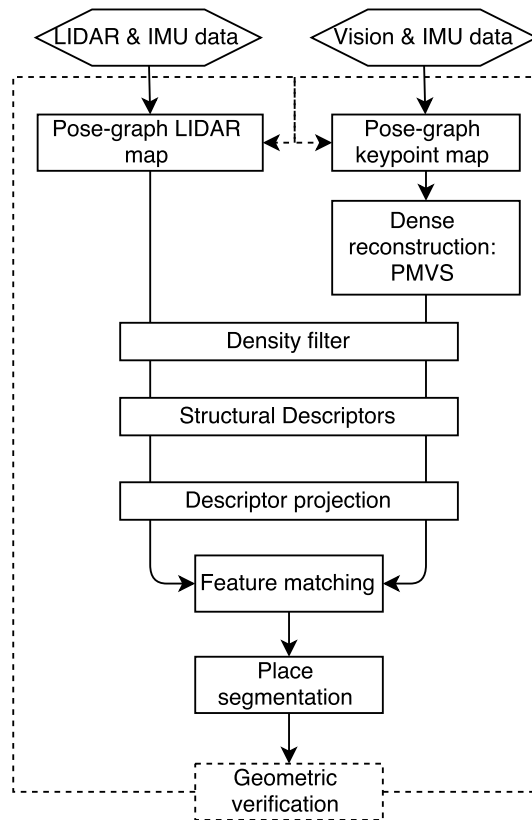 LIDAR & IMU data
Vision & IMU data
Pose-graph LIDAR
map
Pose-graph
keypoint map
Dense
reconstruction:
PMVS
Density filter
Structural Descriptors
Descriptor projection
Feature matching
Place
segmentation
Geometric
verification